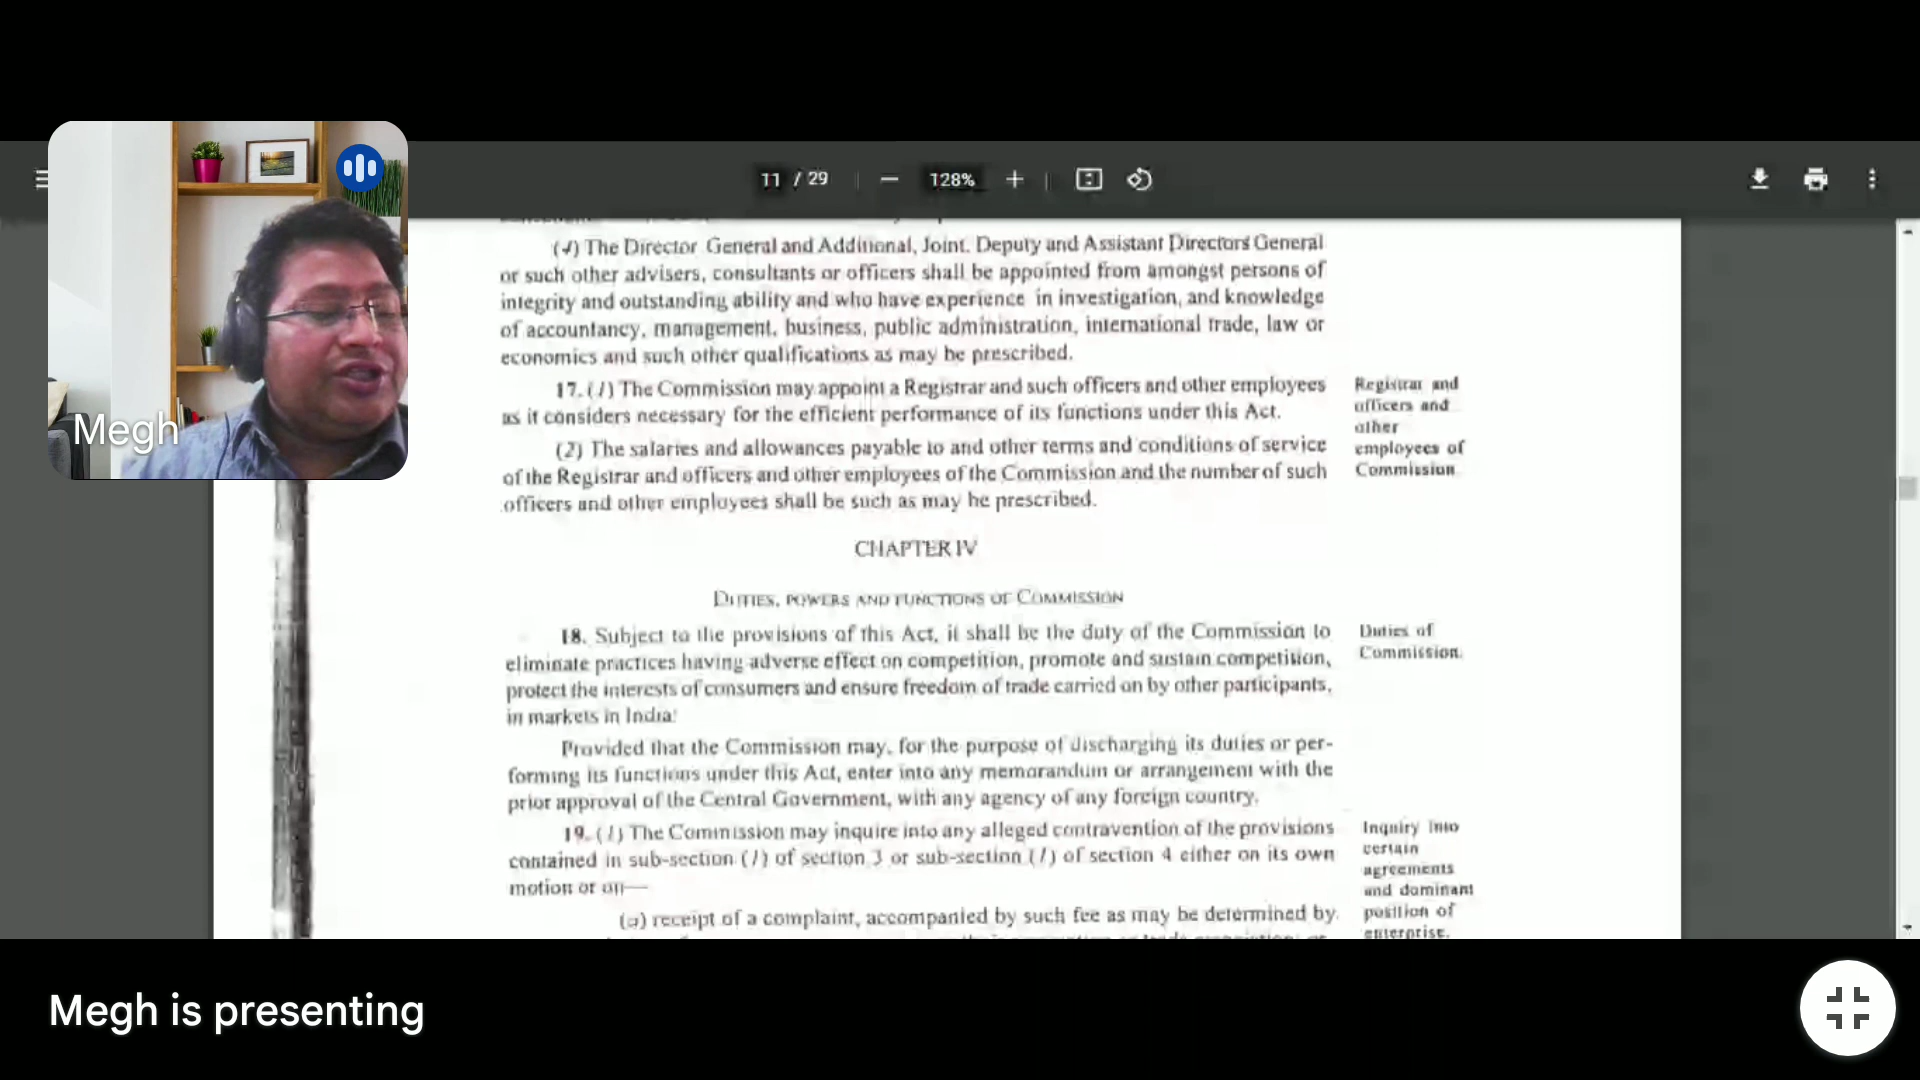 11 / 29
128%
(4) The Director General and Additional, Joint, Deputy and Assistant Directors General
or such other advisers, consultants or officers shall be appointed from amongst persons of
integrity and outstanding ability and who have experience in investigation, and knowledge
of accountancy, management, business, public administration, international trade, law or
economics and such other qualifications as may be prescribed.
17. (1) The Commission may appoint a Registrar and such officers and other employees
as it considers necessary for the efficient performance of its functions under this Act.
Registrar and
officers and
other
employees of
Commission
(2) The salaries and allowances payable to and other terms and conditions of service
of the Registrar and officers and other employees of the Commission and the number of such
officers and other employees shall be such as may be prescribed.
CHAPTER IV
DUTIES, POWERS AND FUNCTIONS OF COMMISSION
18. Subject to the provisions of this Act, it shall be the duty of the Commission to
eliminate practices having adverse effect on competition, promote and sustain competition,
protect the interests of consumers and ensure freedom of trade carried on by other participants,
in markets in India:
Duties of
Commission.
Provided that the Commission may, for the purpose of discharging its duties or per-
forming its functions under this Act, enter into any memorandum or arrangement with the
prior approval of the Central Government, with any agency of any foreign country.
19. (1) The Commission may inquire into any alleged contravention of the provisions
contained in sub-section (1) of section 3 or sub-section (1) of section 4 either on its own
motion or on—
Inquiry into
certain
agreements
and dominant
position of
enterprise.
(a) receipt of a complaint, accompanied by such fee as may be determined by
Megh
Megh is presenting